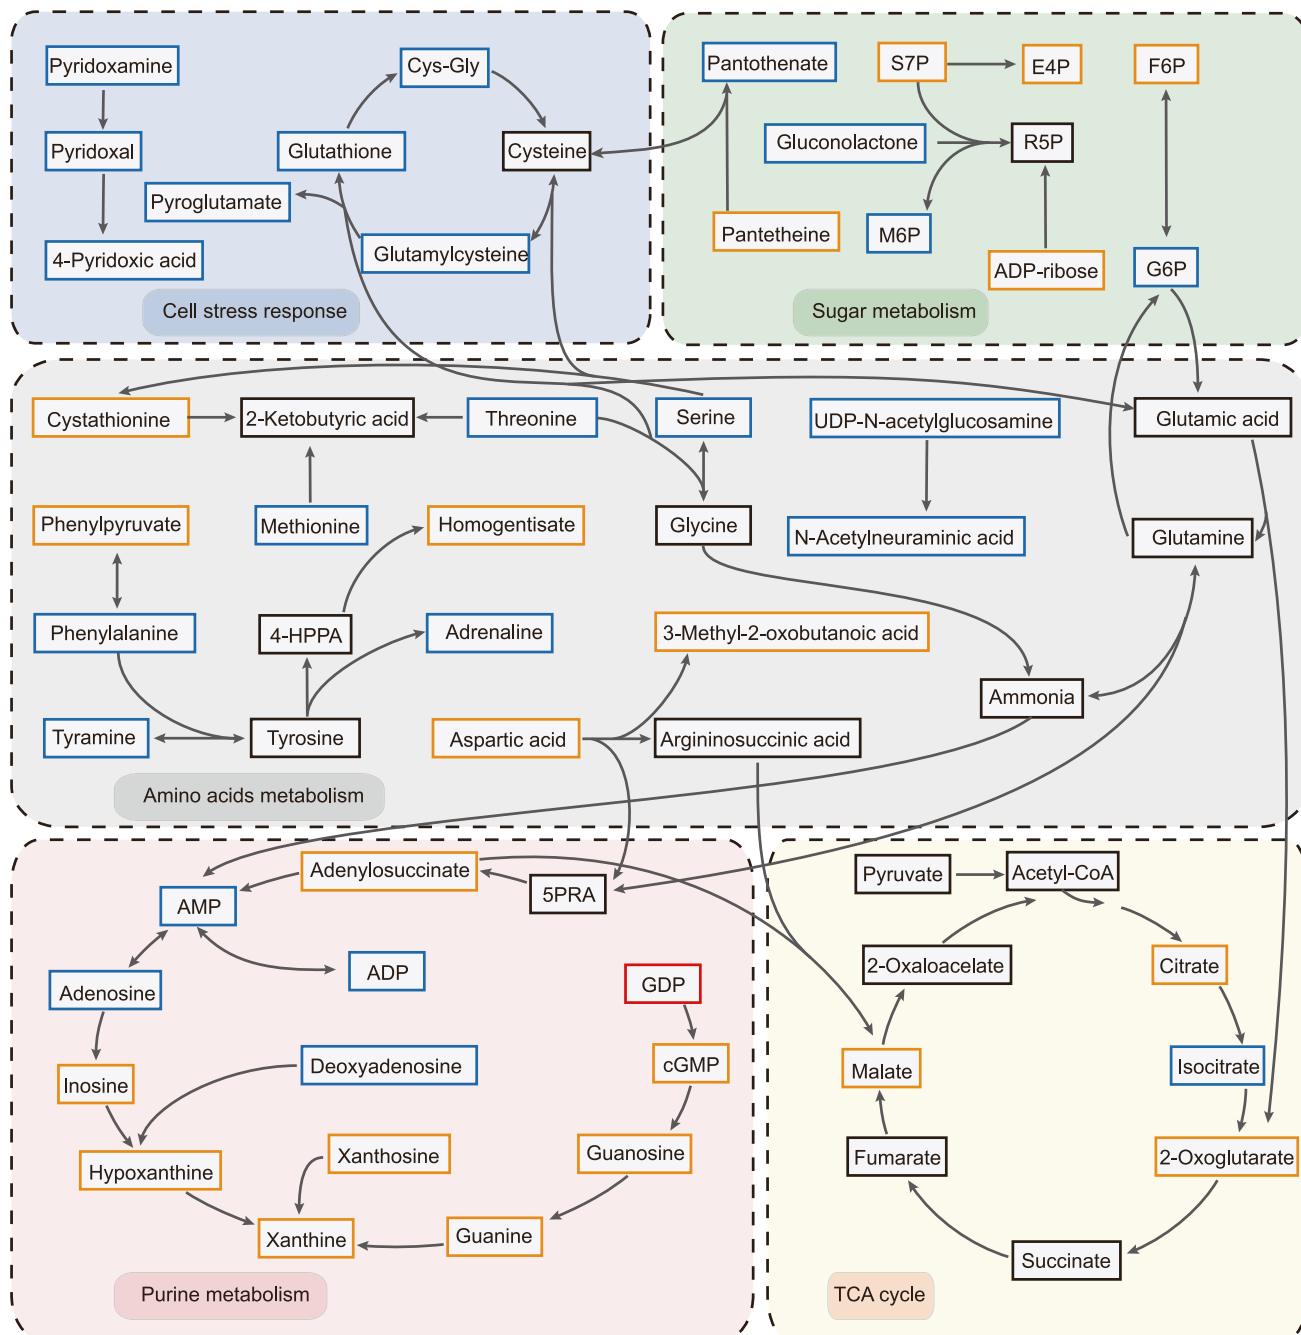 Pyridoxamine
Cys-Gly
Pyridoxal
Glutathione
Cysteine
Pyroglutamate
4-Pyridoxic acid
Glutamylcysteine
Cell stress response
Pantothenate
S7P
E4P
F6P
Gluconolactone
R5P
Pantetheine
M6P
ADP-ribose
G6P
Sugar metabolism
Cystathionine
2-Ketobutyric acid
Threonine
Serine
UDP-N-acetylglucosamine
Glutamic acid
Phenylpyruvate
Methionine
Homogentisate
Glycine
N-Acetylneuraminic acid
Glutamine
Phenylalanine
4-HPPA
Adrenaline
3-Methyl-2-oxobutanoic acid
Ammonia
Tyramine
Tyrosine
Aspartic acid
Argininosuccinic acid
Amino acids metabolism
Adenylosuccinate
5PRA
AMP
ADP
Adenosine
GDP
Deoxyadenosine
cGMP
Inosine
Xanthosine
Guanosine
Hypoxanthine
Xanthine
Guanine
Purine metabolism
Pyruvate
Acetyl-CoA
2-Oxaloacelate
Citrate
Malate
Isocitrate
Fumarate
2-Oxoglutarate
Succinate
TCA cycle